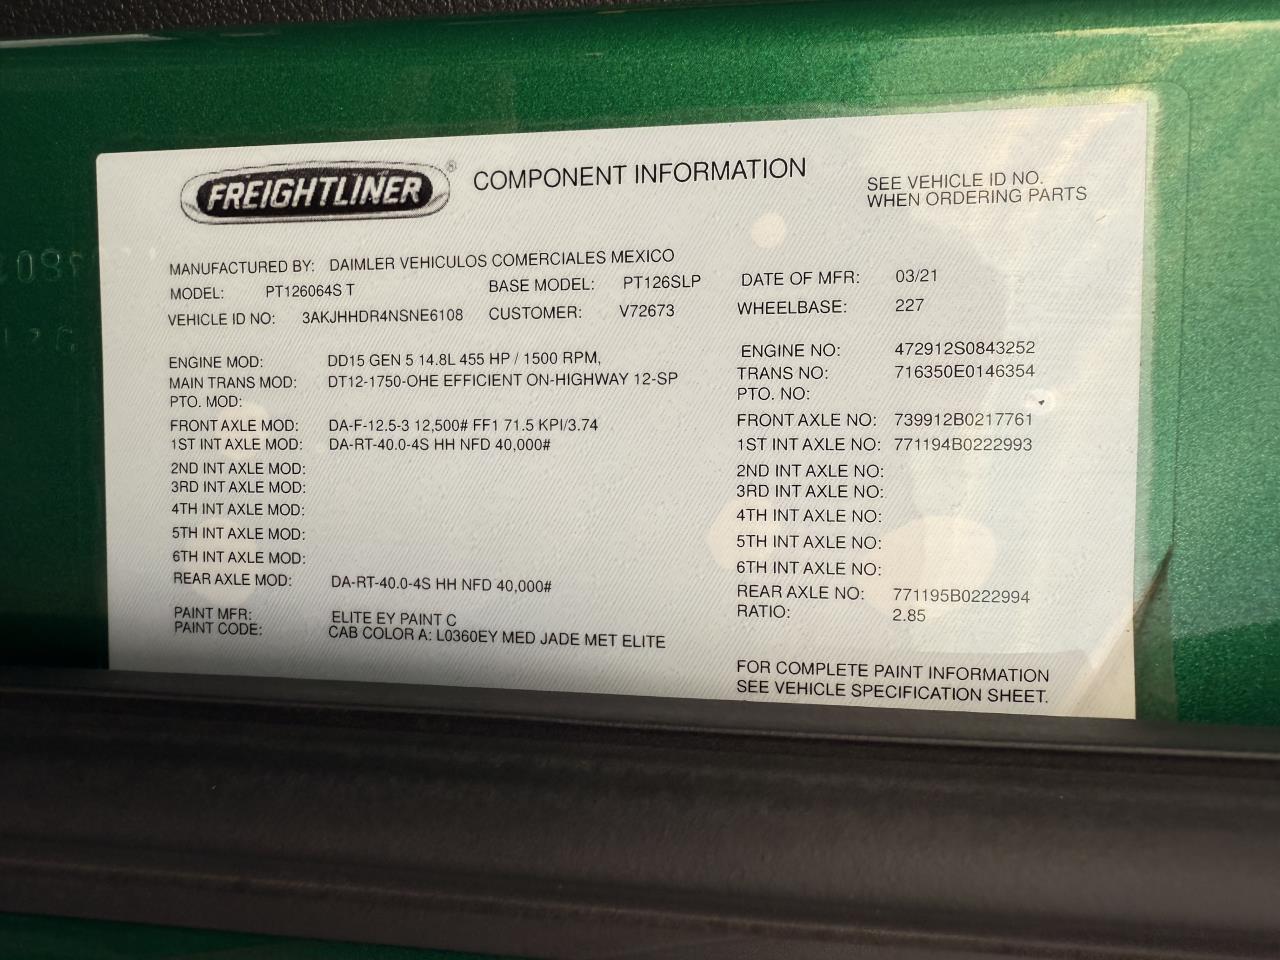 FREIGHTLINER ® COMPONENT INFORMATION
SEE VEHICLE ID NO.
WHEN ORDERING PARTS
MANUFACTURED BY: DAIMLER VEHICULOS COMERCIALES MEXICO
MODEL: PT126064S T BASE MODEL: PT126SLP DATE OF MFR: 03/21
VEHICLE ID NO: 3AKJHHDR4NSNE6108 CUSTOMER: V72673 WHEELBASE: 227
ENGINE MOD: DD15 GEN 5 14.8L 455 HP / 1500 RPM, ENGINE NO: 472912S0843252
MAIN TRANS MOD: DT12-1750-OHE EFFICIENT ON-HIGHWAY 12-SP TRANS NO: 716350E0146354
PTO. MOD: PTO. NO:
FRONT AXLE MOD: DA-F-12.5-3 12,500# FF1 71.5 KPI/3.74 FRONT AXLE NO: 739912B0217761
1ST INT AXLE MOD: DA-RT-40.0-4S HH NFD 40,000# 1ST INT AXLE NO: 771194B0222993
2ND INT AXLE MOD: 2ND INT AXLE NO:
3RD INT AXLE MOD: 3RD INT AXLE NO:
4TH INT AXLE MOD: 4TH INT AXLE NO:
5TH INT AXLE MOD: 5TH INT AXLE NO:
6TH INT AXLE MOD: 6TH INT AXLE NO:
REAR AXLE MOD: DA-RT-40.0-4S HH NFD 40,000# REAR AXLE NO: 771195B0222994
RATIO: 2.85
PAINT MFR: ELITE EY PAINT C
PAINT CODE: CAB COLOR A: L0360EY MED JADE MET ELITE
FOR COMPLETE PAINT INFORMATION
SEE VEHICLE SPECIFICATION SHEET.